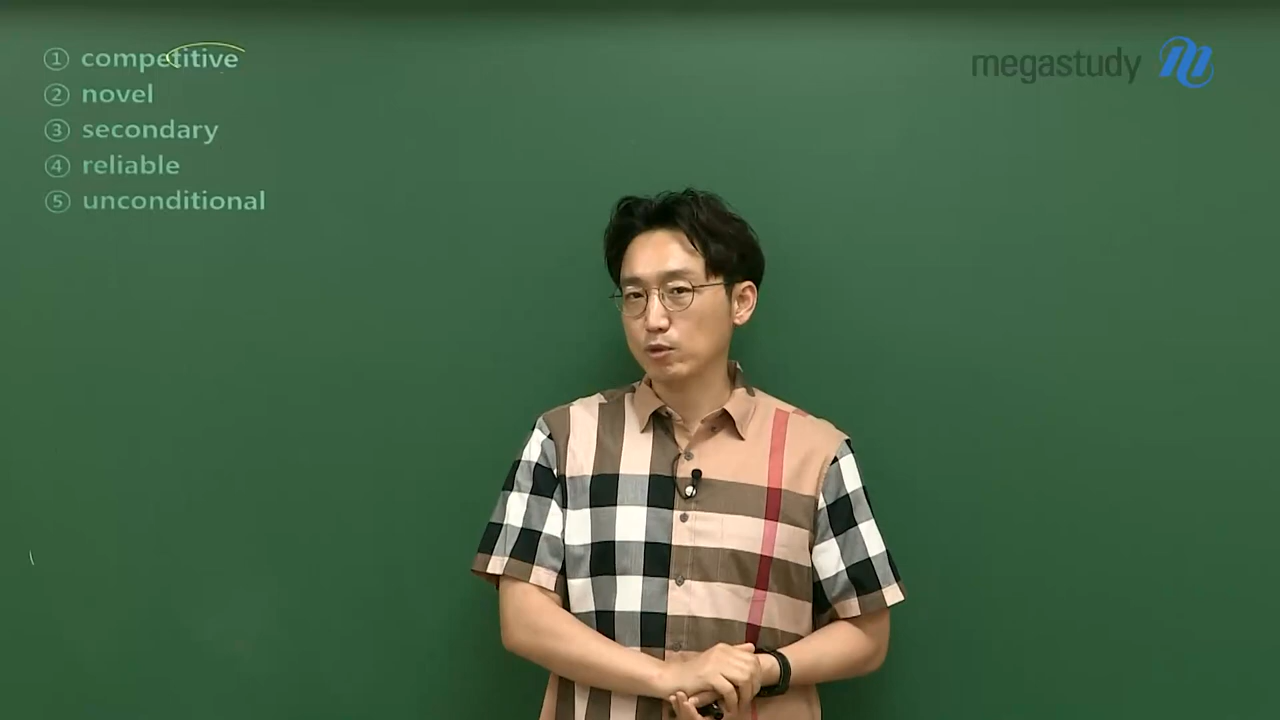 ① competitive
② novel
③ secondary
④ reliable
⑤ unconditional
megastudy